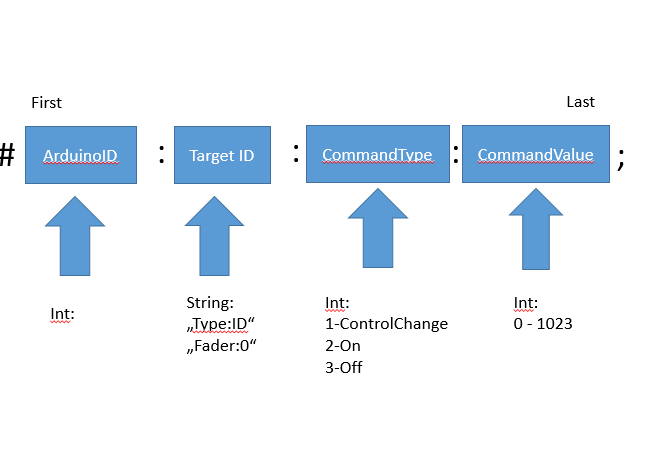 First
Last
# ArduinoID : Target ID : CommandType : CommandValue ;
Int:
String:
„Type:ID“
„Fader:0“
Int:
1-ControlChange
2-On
3-Off
Int:
0 - 1023